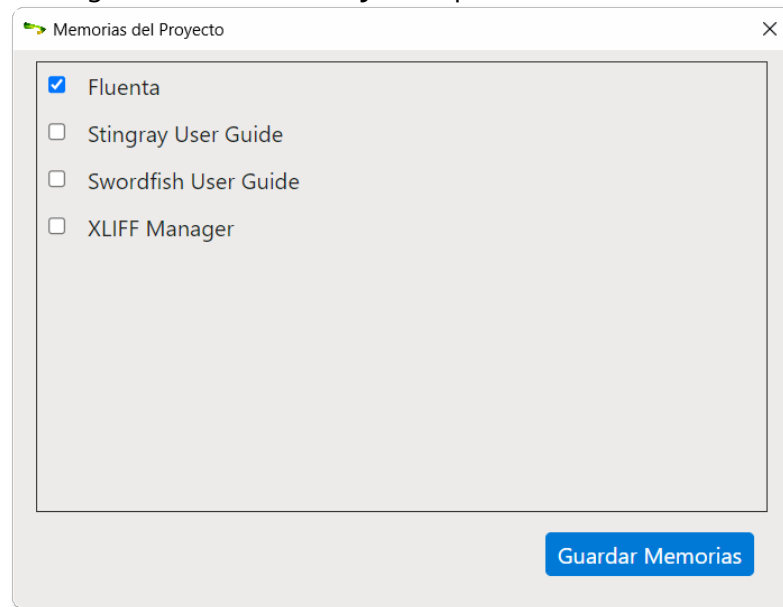 Memorias del Proyecto
Fluenta
Stingray User Guide
Swordfish User Guide
XLIFF Manager
Guardar Memorias